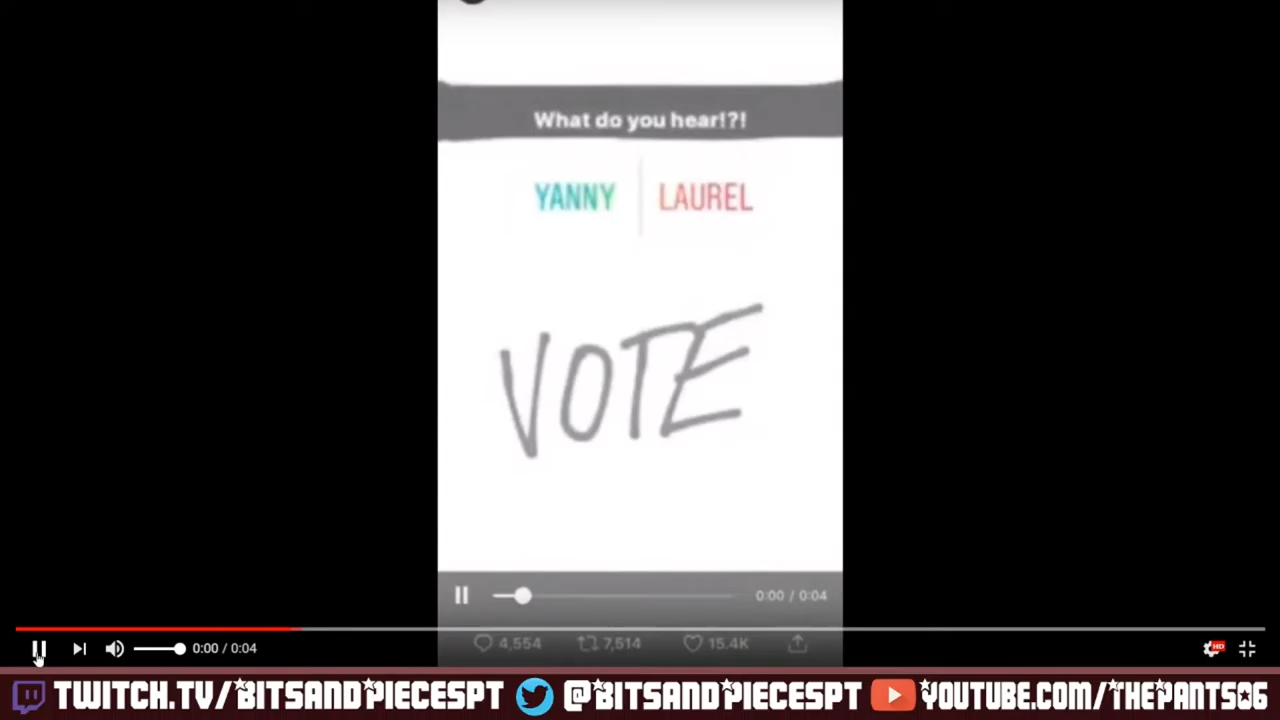 What do you hear!?!
YANNY LAUREL
VOTE
0:00 / 0:04
4,554 7,514 15.4K
0:00 / 0:04 HD
TWITCH.TV/BITSANDPIECESPT @BITSANDPIECESPT YOUTUBE.COM/THEPANTS06